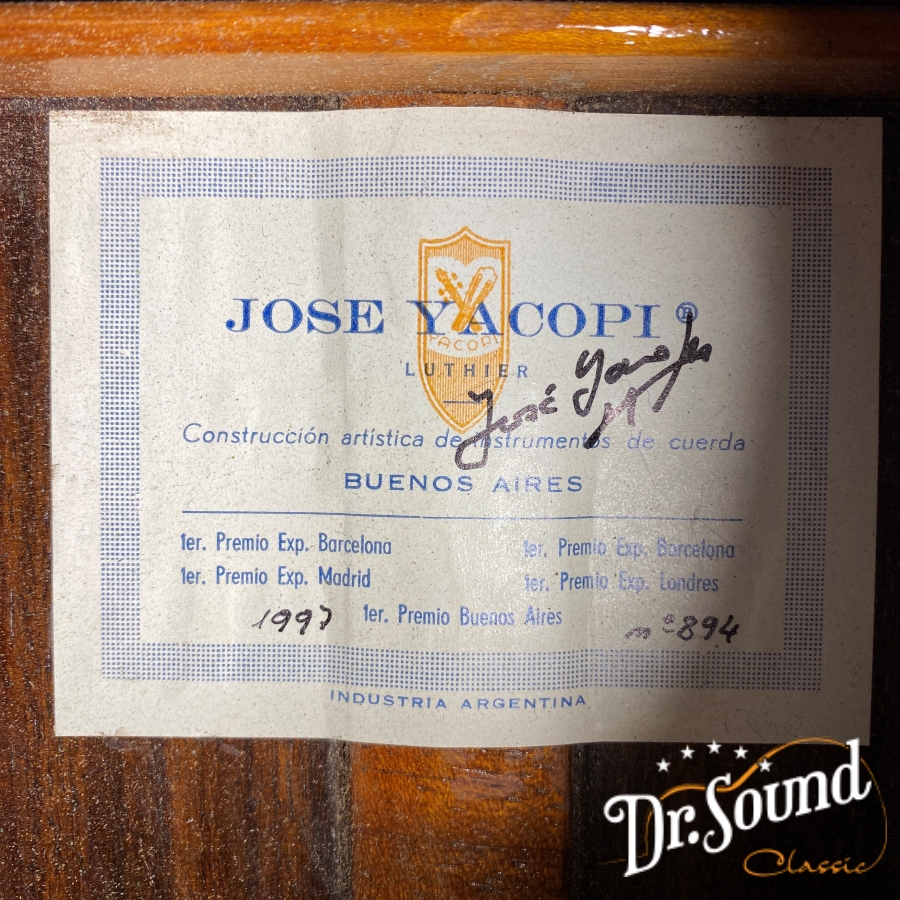 JOSE YACOPI ®
YACOPI
LUTHIER
José Yacopi
Construcción artística de instrumentos de cuerda
BUENOS AIRES
1er. Premio Exp. Barcelona 1er. Premio Exp. Barcelona
1er. Premio Exp. Madrid 1er. Premio Exp. Londres
1997 1er. Premio Buenos Aires nº 894
INDUSTRIA ARGENTINA
Dr. Sound
Classic